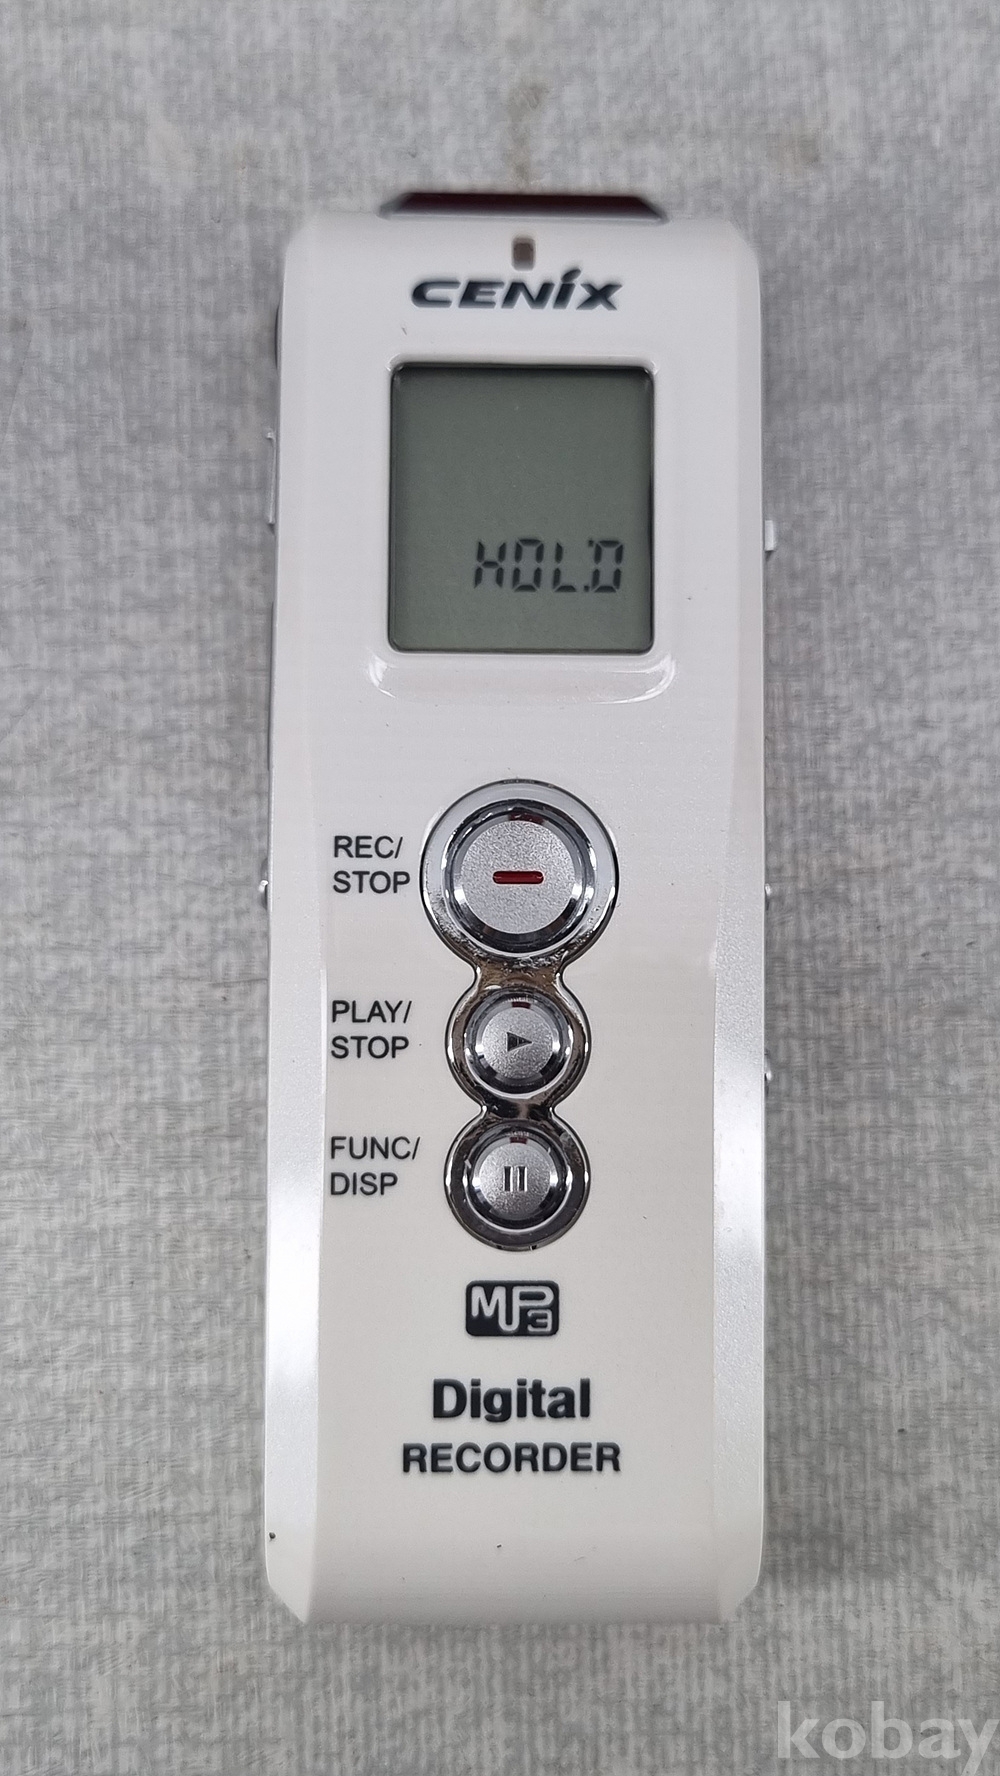 CENIX
HOLD
REC/
STOP
PLAY/
STOP
FUNC/
DISP
MP3
Digital
RECORDER
kobay